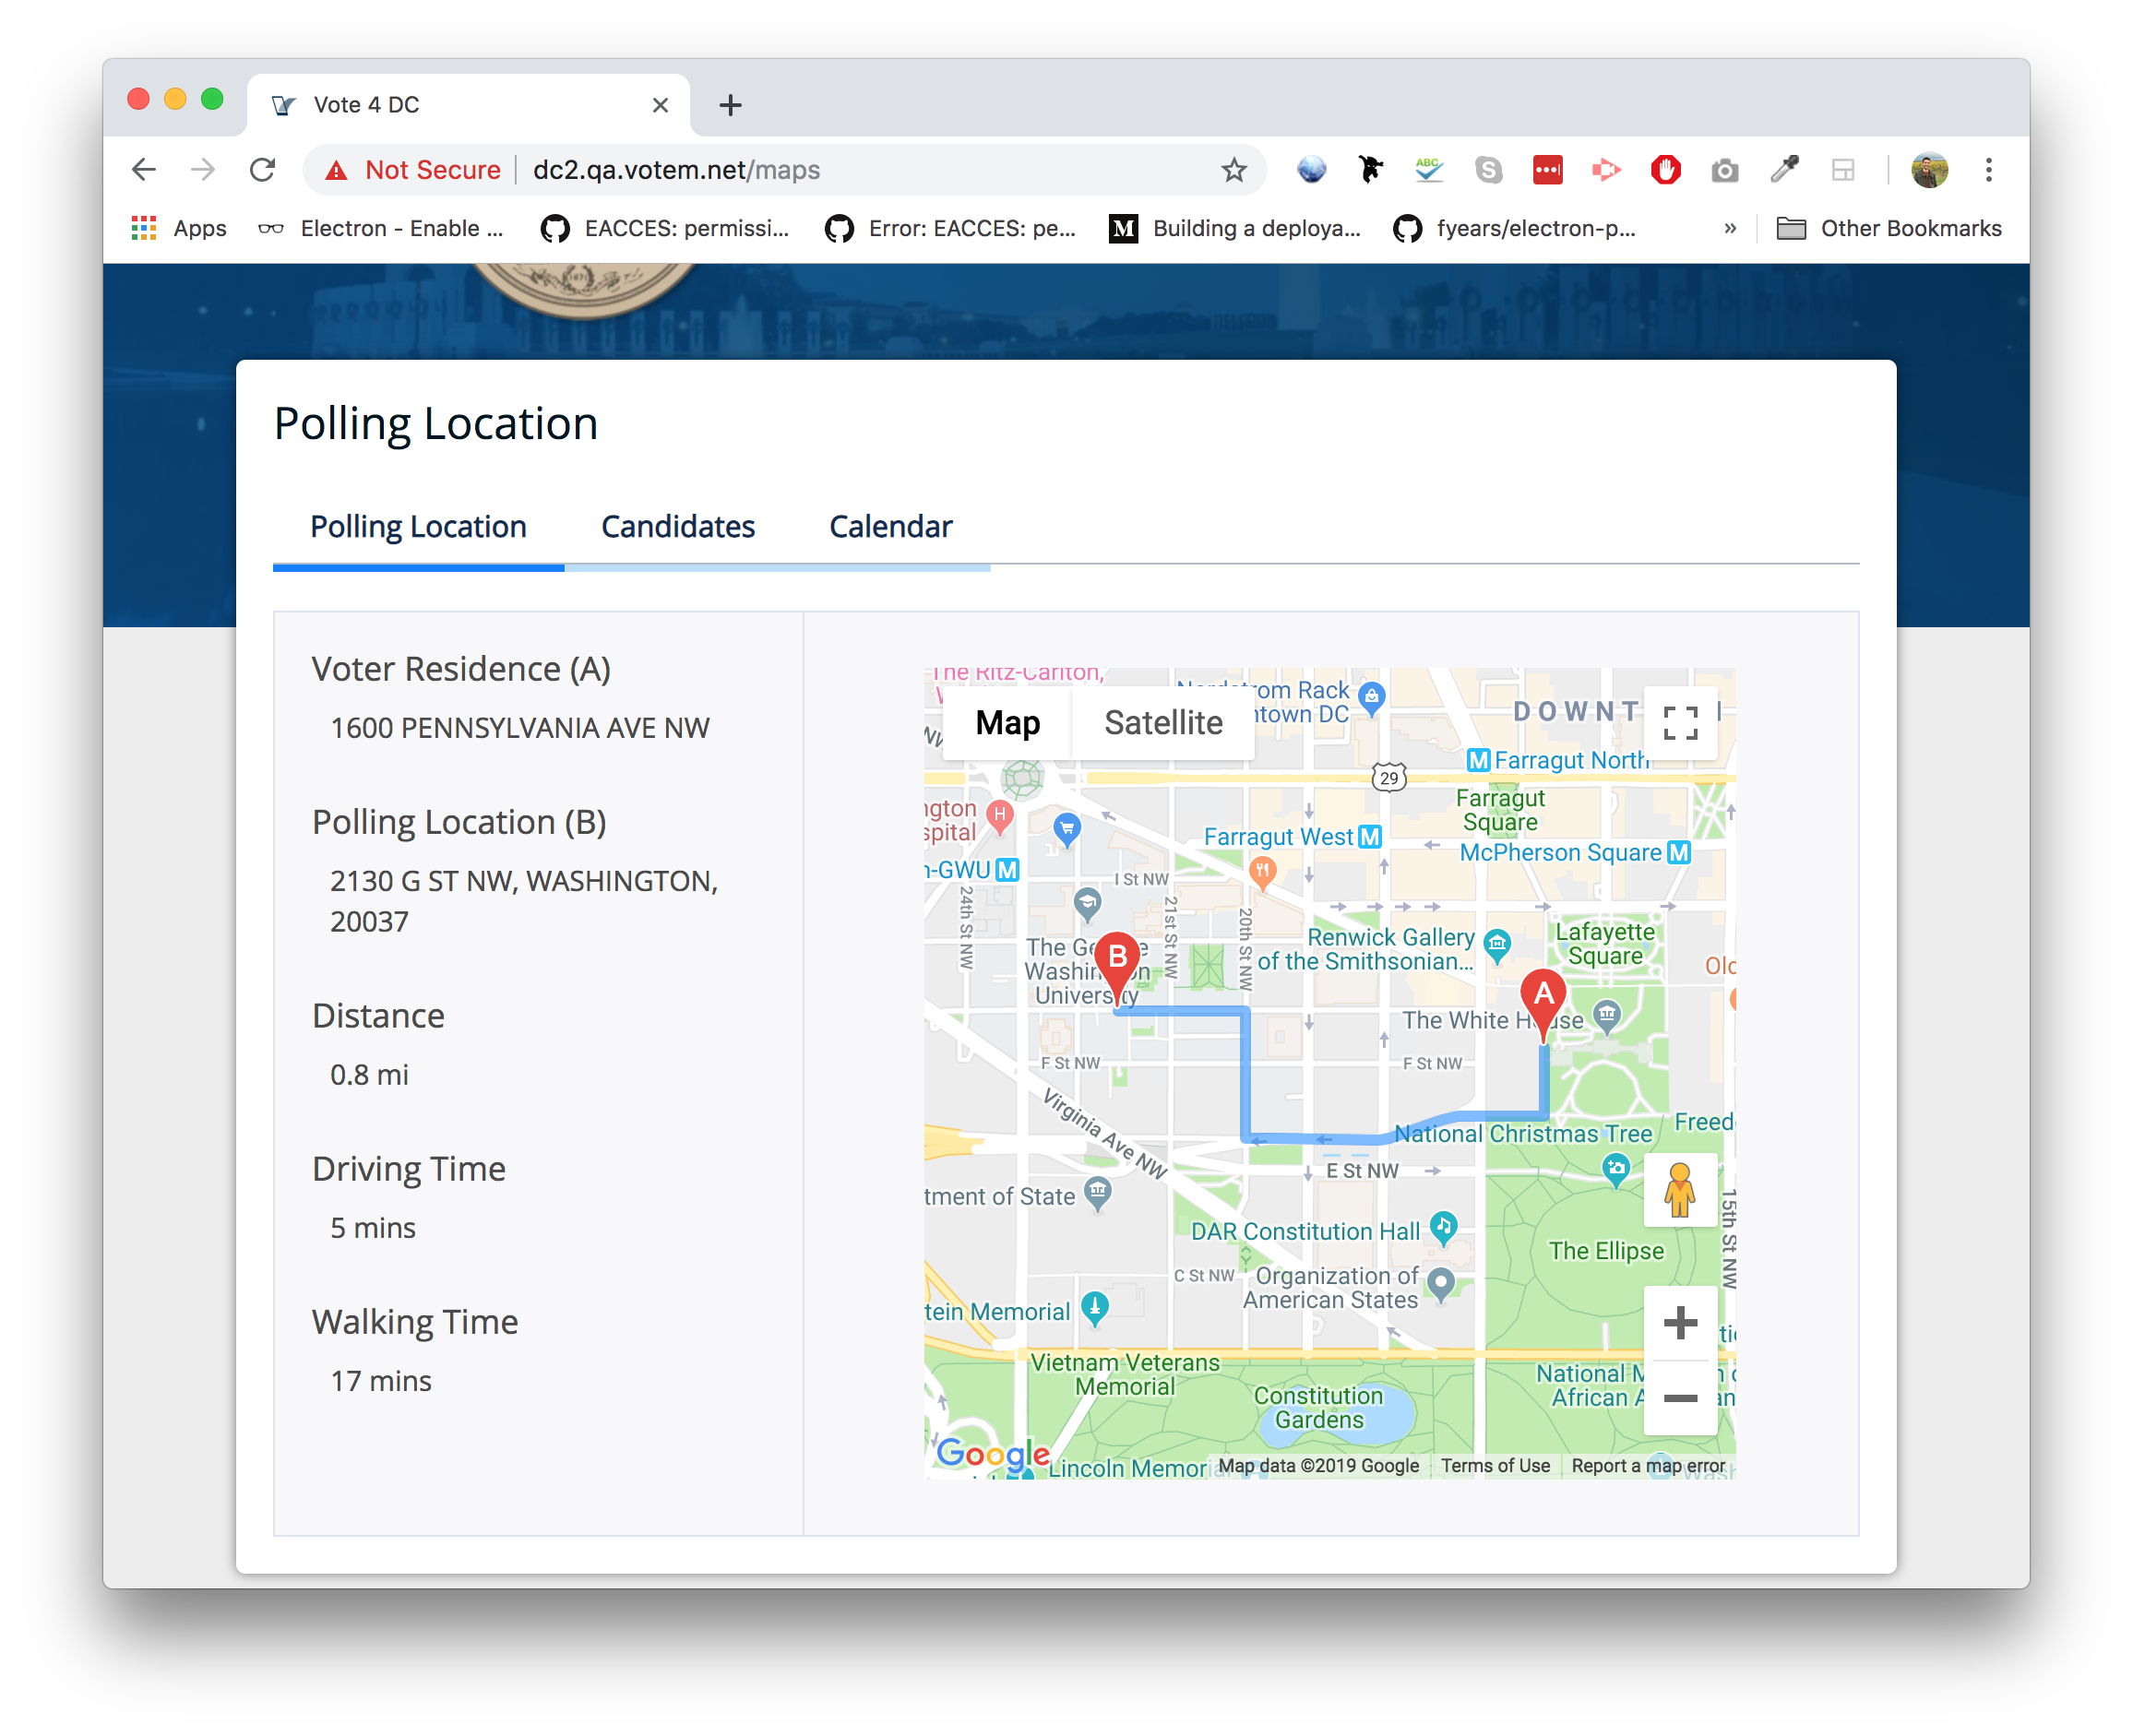 Vote 4 DC
Not Secure
dc2.qa.votem.net/maps
ABC
Apps
Electron - Enable ...
EACCES: permissi...
Error: EACCES: pe...
M
Building a deploya...
fyears/electron-p...
»
Other Bookmarks
1871
Polling Location
Polling Location
Candidates
Calendar
Voter Residence (A)
1600 PENNSYLVANIA AVE NW
Polling Location (B)
2130 G ST NW, WASHINGTON,
20037
Distance
0.8 mi
Driving Time
5 mins
Walking Time
17 mins
The Ritz-Carlton,
Map
Satellite
Nordstrom Rack
ntown DC
DOWNT
29
M Farragut North
Farragut
Square
H
ngton
spital
Farragut West M
McPherson Square M
n-GWU M
I St NW
24th St NW
21st St NW
20th St NW
Renwick Gallery
of the Smithsonian...
Lafayette
Square
Old
The Ge e
Washin n
University
B
A
The White H se
F St NW
F St NW
Virginia Ave NW
National Christmas Tree
Freed
E St NW
tment of State
15th St NW
DAR Constitution Hall
The Ellipse
C St NW
Organization of
American States
tein Memorial
Vietnam Veterans
Memorial
Constitution
Gardens
National M
African A
Google
Lincoln Memorial
Map data ©2019 Google
Terms of Use
Report a map error